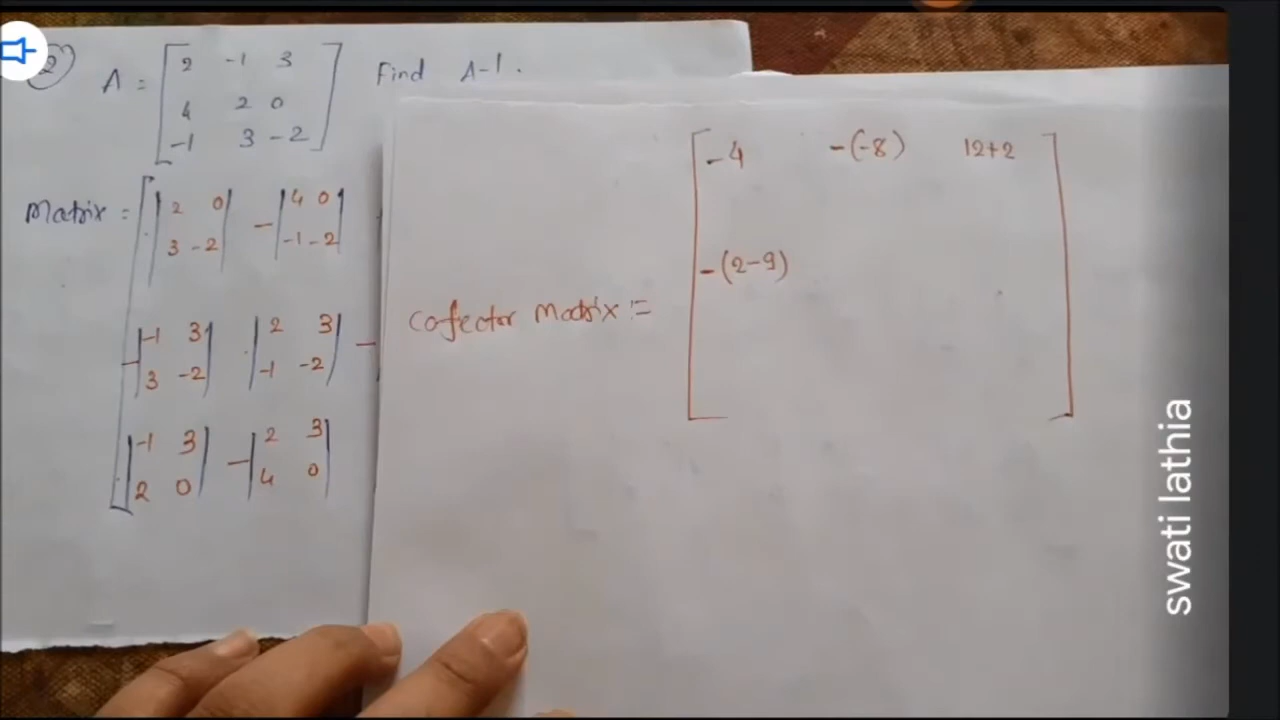 2 A = [ 2 -1 3 Find A-1.
4 2 0
-1 3 -2 ]
Matrix = [ | 2 0 | - | 4 0 |
| 3 -2 | | -1 -2 |
- | -1 3 | | 2 3 | -
| 3 -2 | | -1 -2 |
| -1 3 | - | 2 3 |
| 2 0 | | 4 0 |
cofector matrix :=
[ -4 -(-8) 12+2 ]
-(2-9)
swati lathia